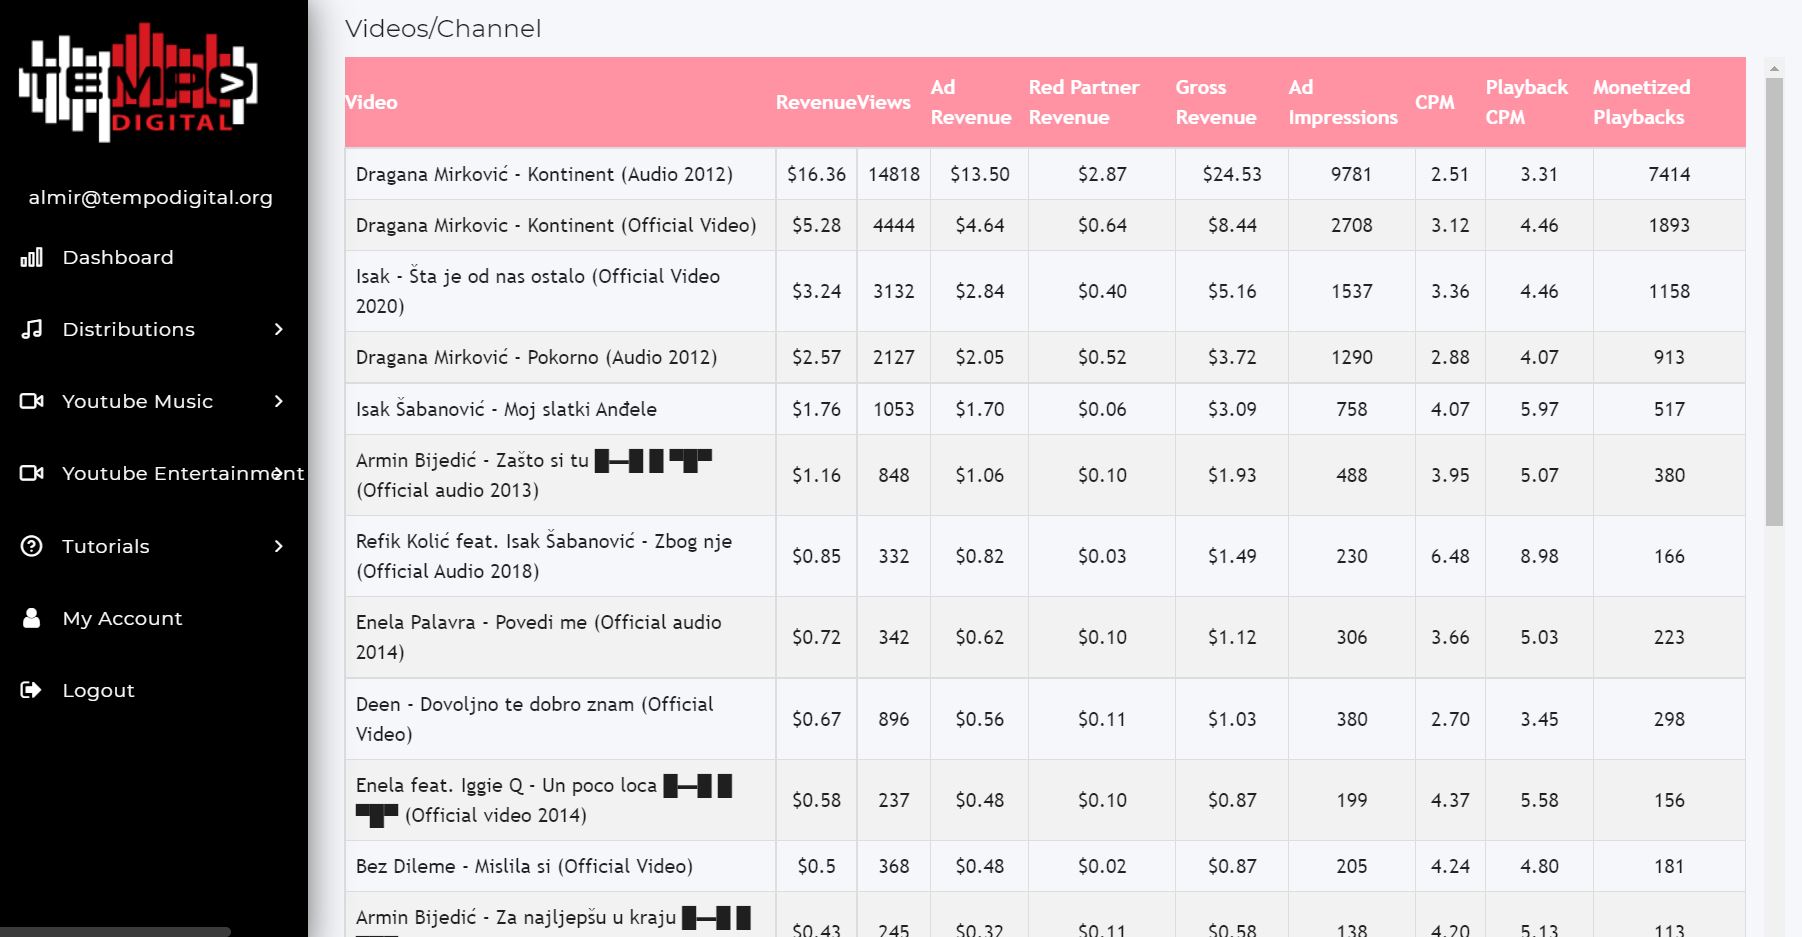 TEMPO
DIGITAL
almir@tempodigital.org
Dashboard
Distributions
Youtube Music
Youtube Entertainment
Tutorials
My Account
Logout
Videos/Channel
Video Revenue Views Ad Revenue Red Partner Revenue Gross Revenue Ad Impressions CPM Playback CPM Monetized Playbacks
Dragana Mirković - Kontinent (Audio 2012) $16.36 14818 $13.50 $2.87 $24.53 9781 2.51 3.31 7414
Dragana Mirkovic - Kontinent (Official Video) $5.28 4444 $4.64 $0.64 $8.44 2708 3.12 4.46 1893
Isak - Šta je od nas ostalo (Official Video
2020) $3.24 3132 $2.84 $0.40 $5.16 1537 3.36 4.46 1158
Dragana Mirković - Pokorno (Audio 2012) $2.57 2127 $2.05 $0.52 $3.72 1290 2.88 4.07 913
Isak Šabanović - Moj slatki Anđele $1.76 1053 $1.70 $0.06 $3.09 758 4.07 5.97 517
Armin Bijedić - Zašto si tu █▬█ █ ▀█▀
(Official audio 2013) $1.16 848 $1.06 $0.10 $1.93 488 3.95 5.07 380
Refik Kolić feat. Isak Šabanović - Zbog nje
(Official Audio 2018) $0.85 332 $0.82 $0.03 $1.49 230 6.48 8.98 166
Enela Palavra - Povedi me (Official audio
2014) $0.72 342 $0.62 $0.10 $1.12 306 3.66 5.03 223
Deen - Dovoljno te dobro znam (Official
Video) $0.67 896 $0.56 $0.11 $1.03 380 2.70 3.45 298
Enela feat. Iggie Q - Un poco loca █▬█ █
▀█▀ (Official video 2014) $0.58 237 $0.48 $0.10 $0.87 199 4.37 5.58 156
Bez Dileme - Mislila si (Official Video) $0.5 368 $0.48 $0.02 $0.87 205 4.24 4.80 181
Armin Bijedić - Za najljepšu u kraju █▬█ █
$0.43 245 $0.32 $0.11 $0.58 138 4.20 5.13 113